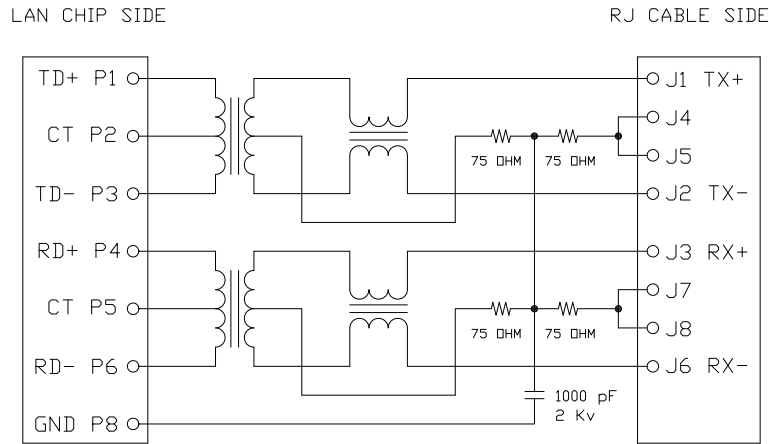 LAN CHIP SIDE
RJ CABLE SIDE
TD+ P1
J1 TX+
J4
CT P2
75 OHM
75 OHM
J5
TD- P3
J2 TX-
RD+ P4
J3 RX+
J7
CT P5
75 OHM
75 OHM
J8
RD- P6
J6 RX-
1000 pF
2 Kv
GND P8